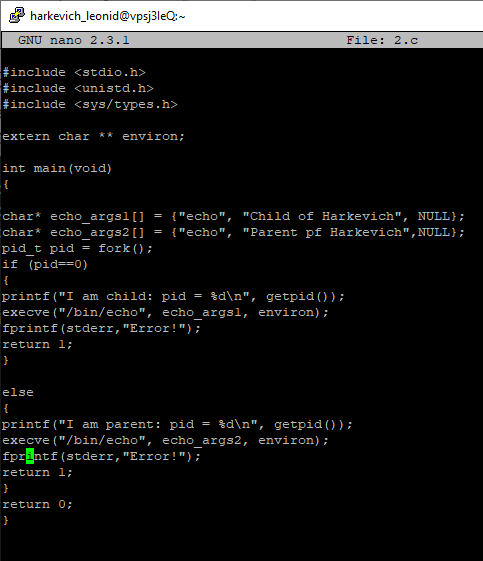 harkevich_leonid@vpsj3leQ:~
GNU nano 2.3.1 File: 2.c
#include <stdio.h>
#include <unistd.h>
#include <sys/types.h>
extern char ** environ;
int main(void)
{
char* echo_args1[] = {"echo", "Child of Harkevich", NULL};
char* echo_args2[] = {"echo", "Parent pf Harkevich",NULL};
pid_t pid = fork();
if (pid==0)
{
printf("I am child: pid = %d\n", getpid());
execve("/bin/echo", echo_args1, environ);
fprintf(stderr,"Error!");
return 1;
}
else
{
printf("I am parent: pid = %d\n", getpid());
execve("/bin/echo", echo_args2, environ);
fprintf(stderr,"Error!");
return 1;
}
return 0;
}